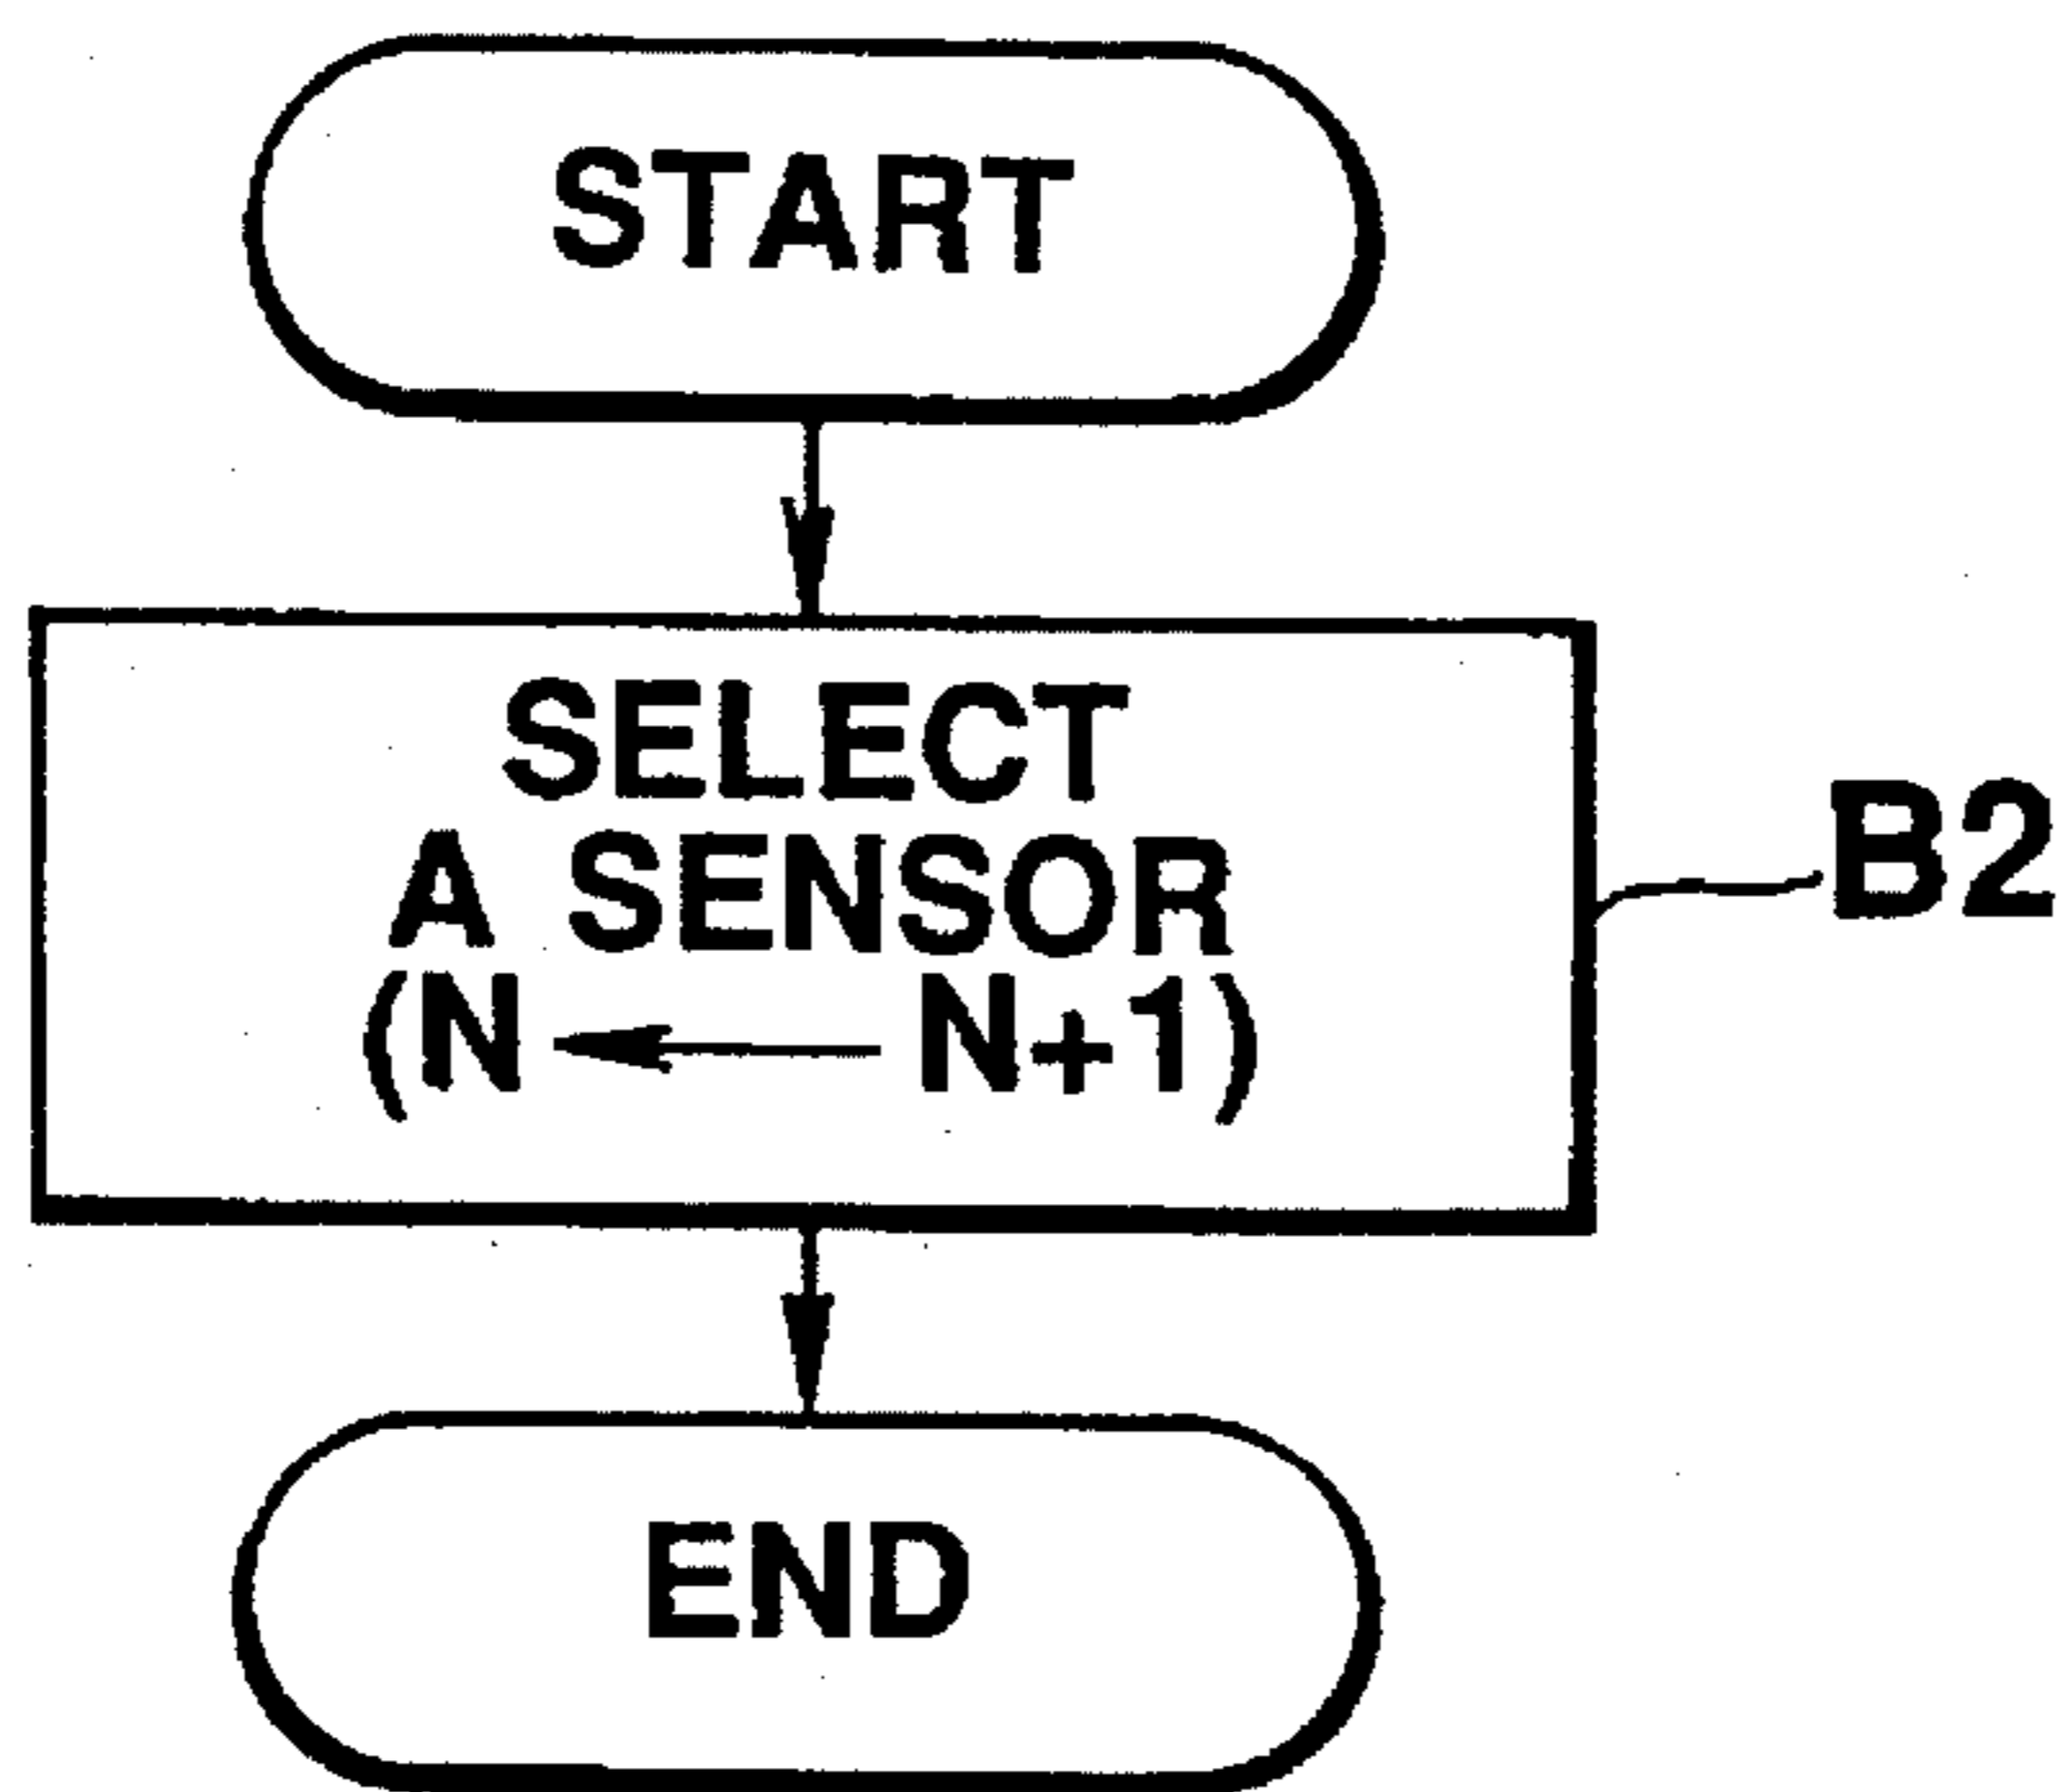 START
SELECT
A SENSOR
(N ← N+1)
B2
END